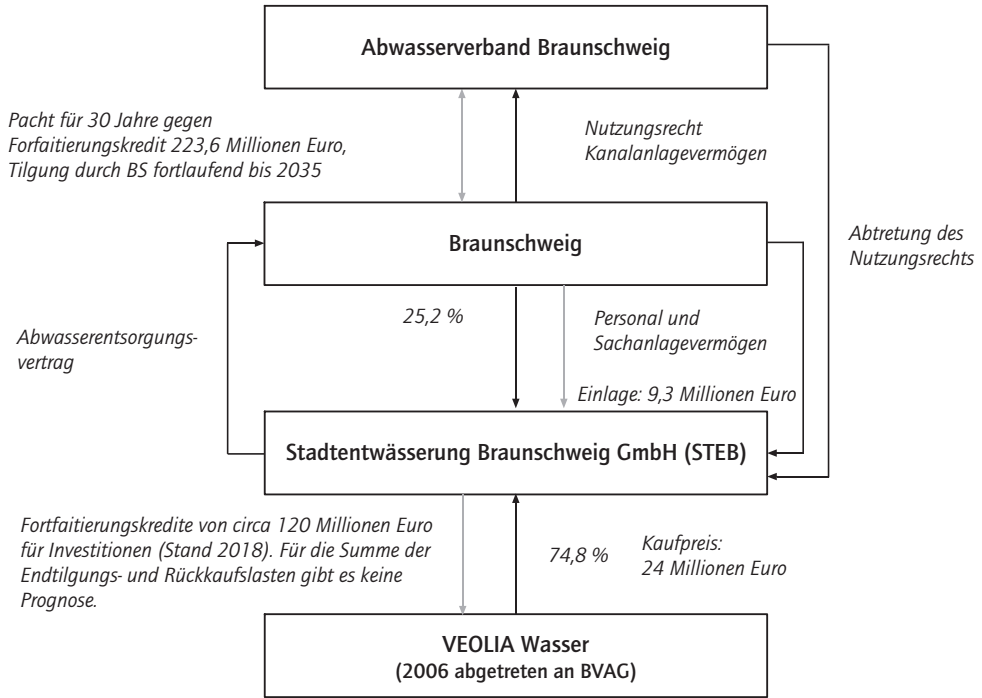 Abwasserverband Braunschweig
Pacht für 30 Jahre gegen
Forfaitierungskredit 223,6 Millionen Euro,
Tilgung durch BS fortlaufend bis 2035
Nutzungsrecht
Kanalanlagevermögen
Braunschweig
Abtretung des
Nutzungsrechts
Abwasserentsorgungs-
vertrag
25,2 %
Personal und
Sachanlagevermögen
Einlage: 9,3 Millionen Euro
Stadtentwässerung Braunschweig GmbH (STEB)
Fortfaitierungskredite von circa 120 Millionen Euro
für Investitionen (Stand 2018). Für die Summe der
Endtilgungs- und Rückkaufslasten gibt es keine
Prognose.
74,8 %
Kaufpreis:
24 Millionen Euro
VEOLIA Wasser
(2006 abgetreten an BVAG)